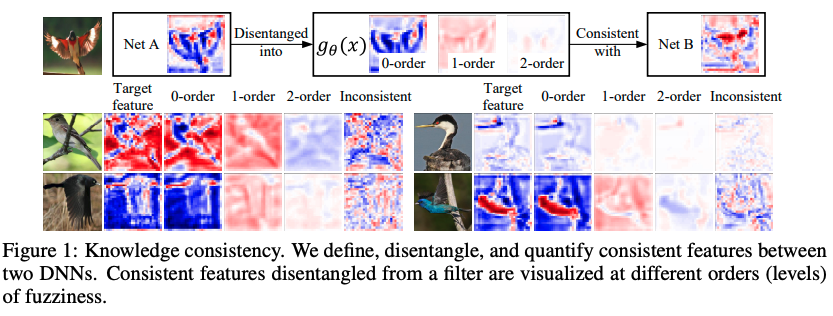 Net A
Disentanged
into
gθ(x)
0-order
1-order
2-order
Consistent
with
Net B
Target
feature
0-order
1-order
2-order
Inconsistent
Target
feature
0-order
1-order
2-order
Inconsistent
Figure 1: Knowledge consistency. We define, disentangle, and quantify consistent features between
two DNNs. Consistent features disentangled from a filter are visualized at different orders (levels)
of fuzziness.